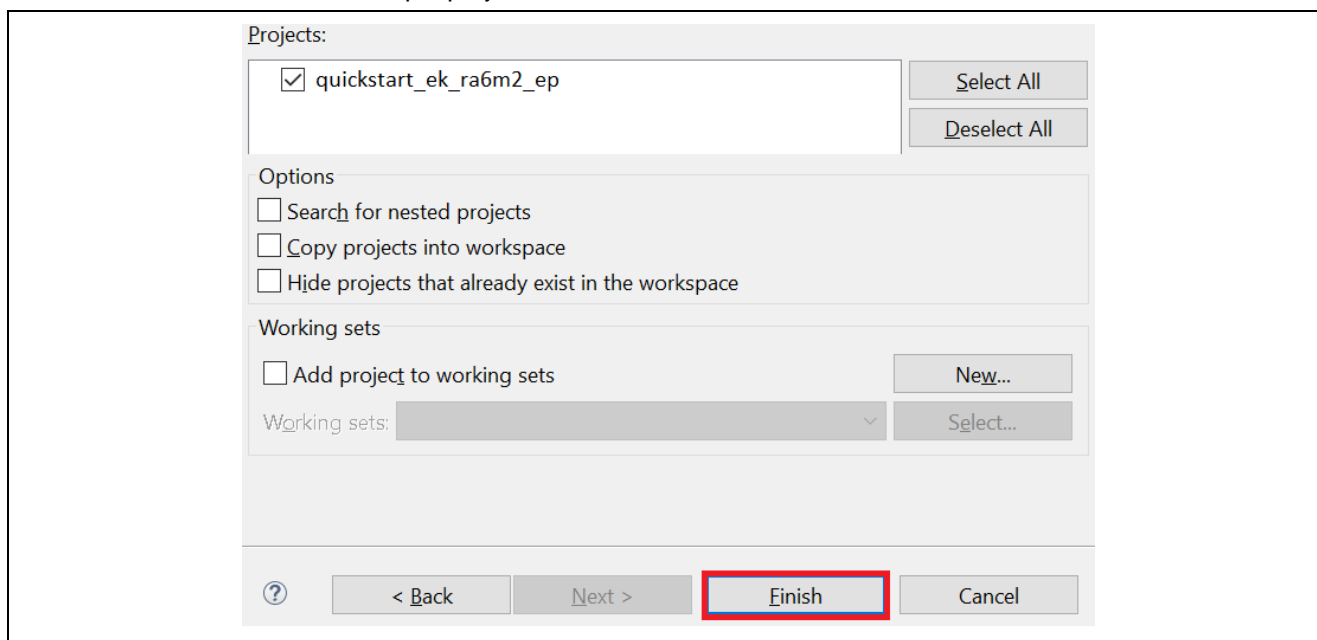 Projects:
quickstart_ek_ra6m2_ep
Select All
Deselect All
Options
Search for nested projects
Copy projects into workspace
Hide projects that already exist in the workspace
Working sets
Add project to working sets
New...
Working sets:
Select...
?
< Back
Next >
Finish
Cancel